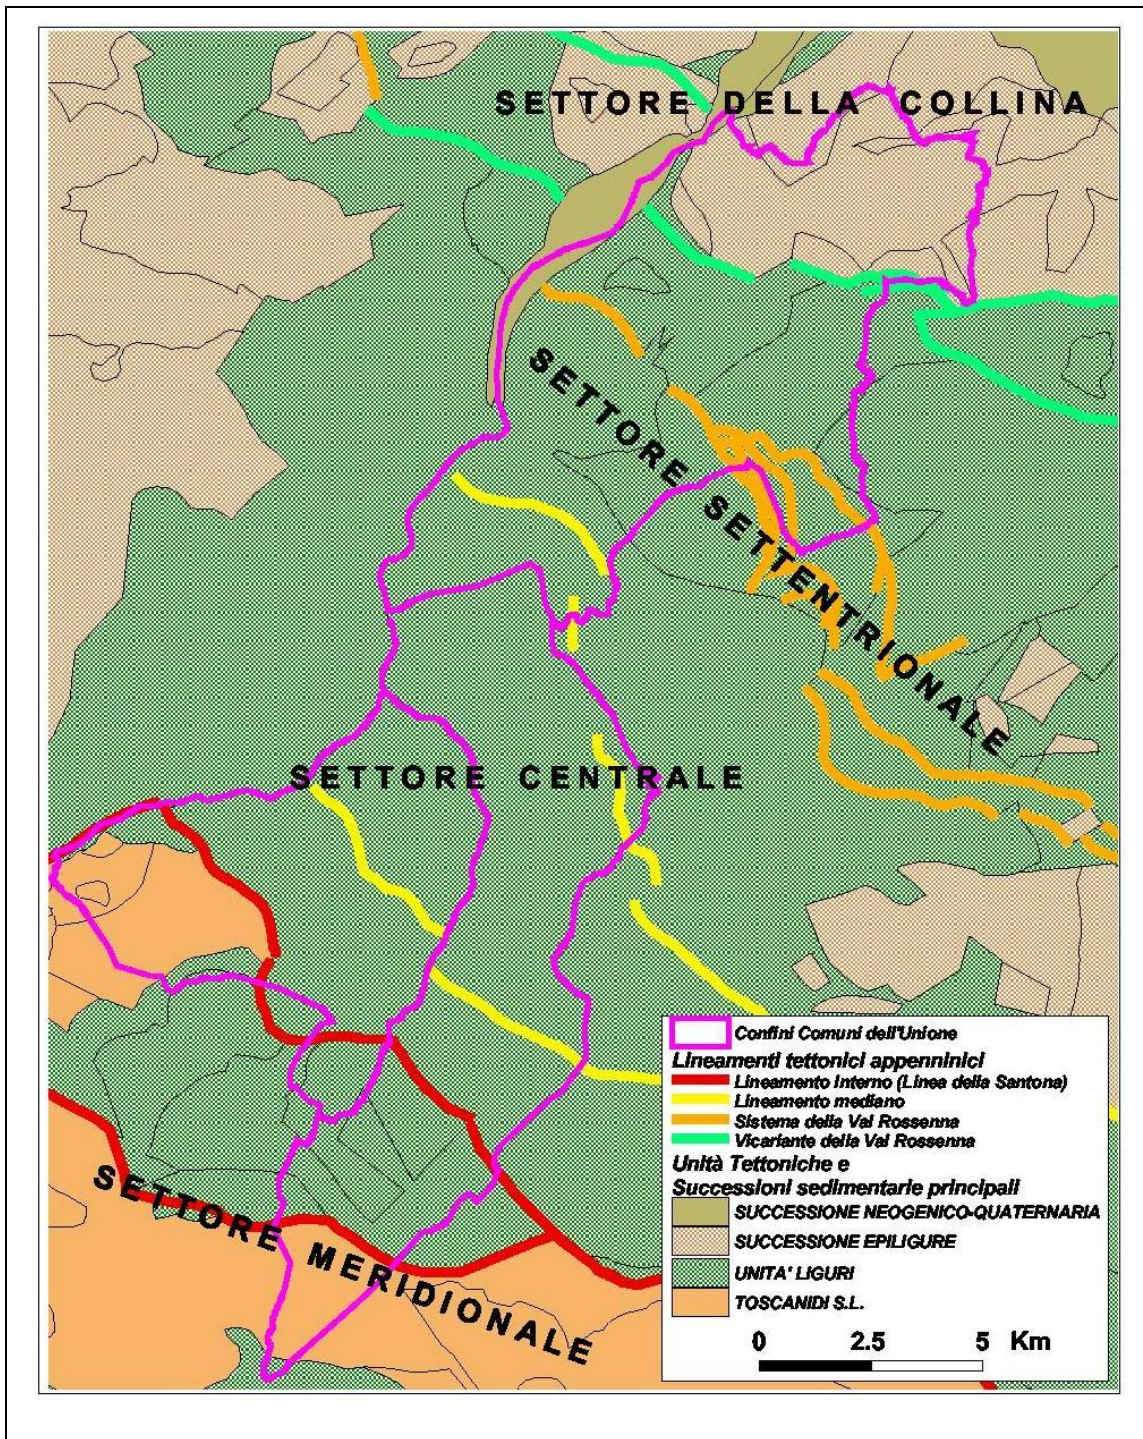 SETTORE DELLA COLLINA
SETTORE SETTENTRIONALE
SETTORE CENTRALE
SETTORE MERIDIONALE
Confini Comuni dell'Unione
Lineamenti tettonici appenninici
Lineamento interno (Linea della Santona)
Lineamento mediano
Sistema della Val Rossenna
Vicariante della Val Rossenna
Unità Tettoniche e
Successioni sedimentarie principali
SUCCESSIONE NEOGENICO-QUATERNARIA
SUCCESSIONE EPILIGURE
UNITA' LIGURI
TOSCANIDI S.L.
0 2.5 5 Km